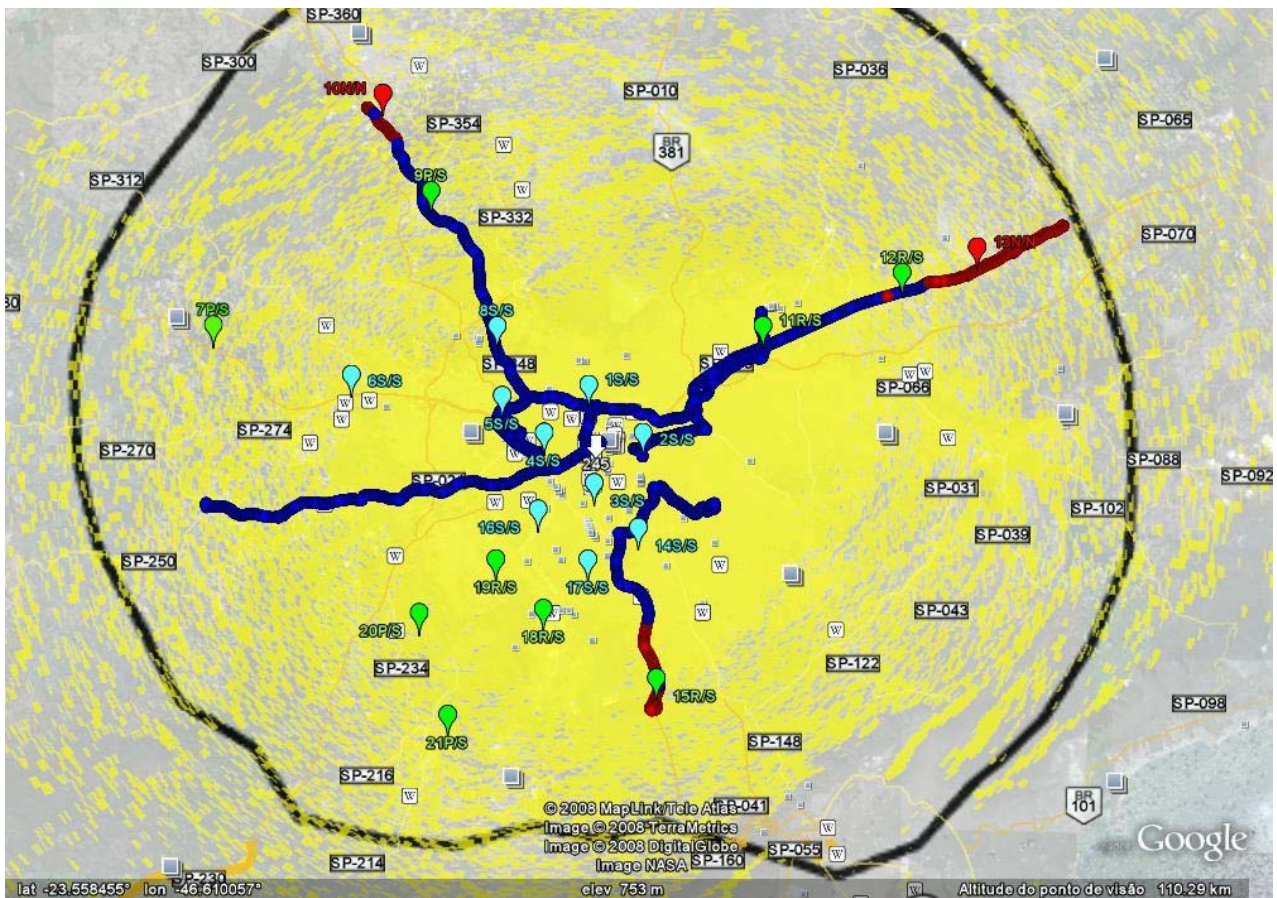 SP-360
SP-300
SP-036
SP-010
10N/N
SP-354
SP-065
BR
381
SP-312
9P/S
SP-332
SP-070
13N/N
12R/S
7P/S
8S/S
11R/S
1S/S
6S/S
SP-066
5S/S
SP-274
2S/S
4S/S
245
SP-270
SP-088
SP-092
3S/S
SP-031
SP-102
16S/S
SP-039
14S/S
SP-250
19R/S
17S/S
SP-043
20P/S
18R/S
SP-234
SP-122
15R/S
SP-098
21P/S
SP-148
SP-216
BR
101
© 2008 MapLink/Tele Atlas
SP-041
Image © 2008 TerraMetrics
Image © 2008 DigitalGlobe
Image NASA
SP-055
SP-160
SP-214
SP-230
Google
lat -23.558455° lon -46.610057°
elev 753 m
Altitude do ponto de visão 110.29 km